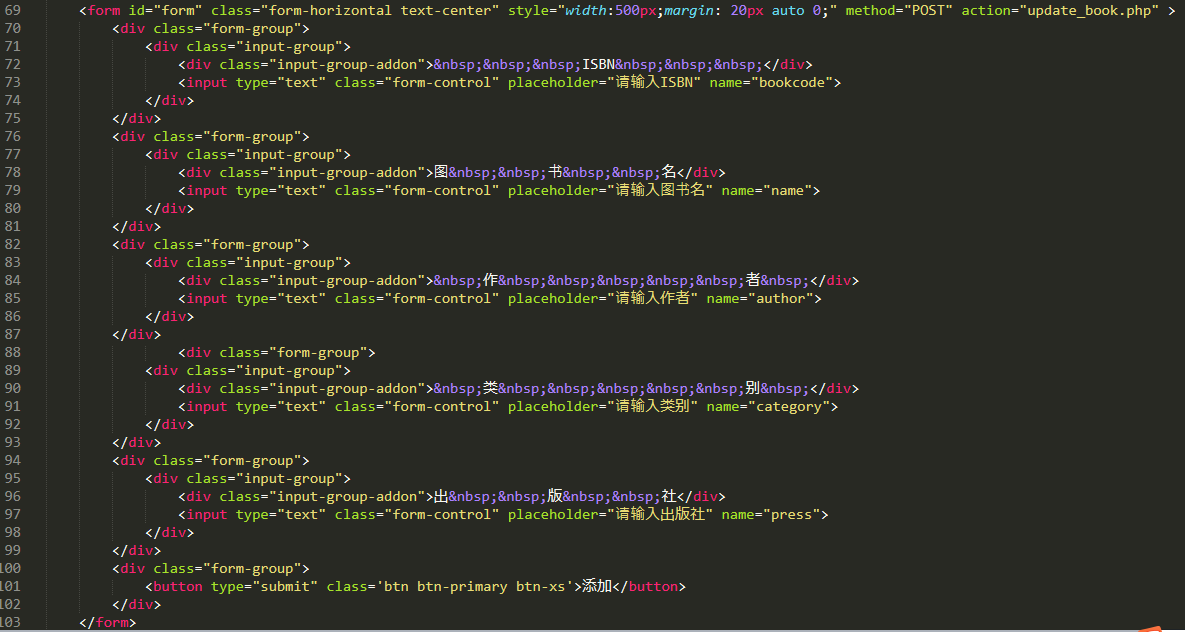 69 <form id="form" class="form-horizontal text-center" style="width:500px;margin: 20px auto 0;" method="POST" action="update_book.php" >
70 <div class="form-group">
71 <div class="input-group">
72 <div class="input-group-addon">&nbsp;&nbsp;&nbsp;ISBN&nbsp;&nbsp;&nbsp;</div>
73 <input type="text" class="form-control" placeholder="请输入ISBN" name="bookcode">
74 </div>
75 </div>
76 <div class="form-group">
77 <div class="input-group">
78 <div class="input-group-addon">图&nbsp;&nbsp;书&nbsp;&nbsp;名</div>
79 <input type="text" class="form-control" placeholder="请输入图书名" name="name">
80 </div>
81 </div>
82 <div class="form-group">
83 <div class="input-group">
84 <div class="input-group-addon">&nbsp;作&nbsp;&nbsp;&nbsp;&nbsp;&nbsp;者&nbsp;</div>
85 <input type="text" class="form-control" placeholder="请输入作者" name="author">
86 </div>
87 </div>
88 <div class="form-group">
89 <div class="input-group">
90 <div class="input-group-addon">&nbsp;类&nbsp;&nbsp;&nbsp;&nbsp;&nbsp;别&nbsp;</div>
91 <input type="text" class="form-control" placeholder="请输入类别" name="category">
92 </div>
93 </div>
94 <div class="form-group">
95 <div class="input-group">
96 <div class="input-group-addon">出&nbsp;&nbsp;版&nbsp;&nbsp;社</div>
97 <input type="text" class="form-control" placeholder="请输入出版社" name="press">
98 </div>
99 </div>
100 <div class="form-group">
101 <button type="submit" class='btn btn-primary btn-xs'>添加</button>
102 </div>
103 </form>